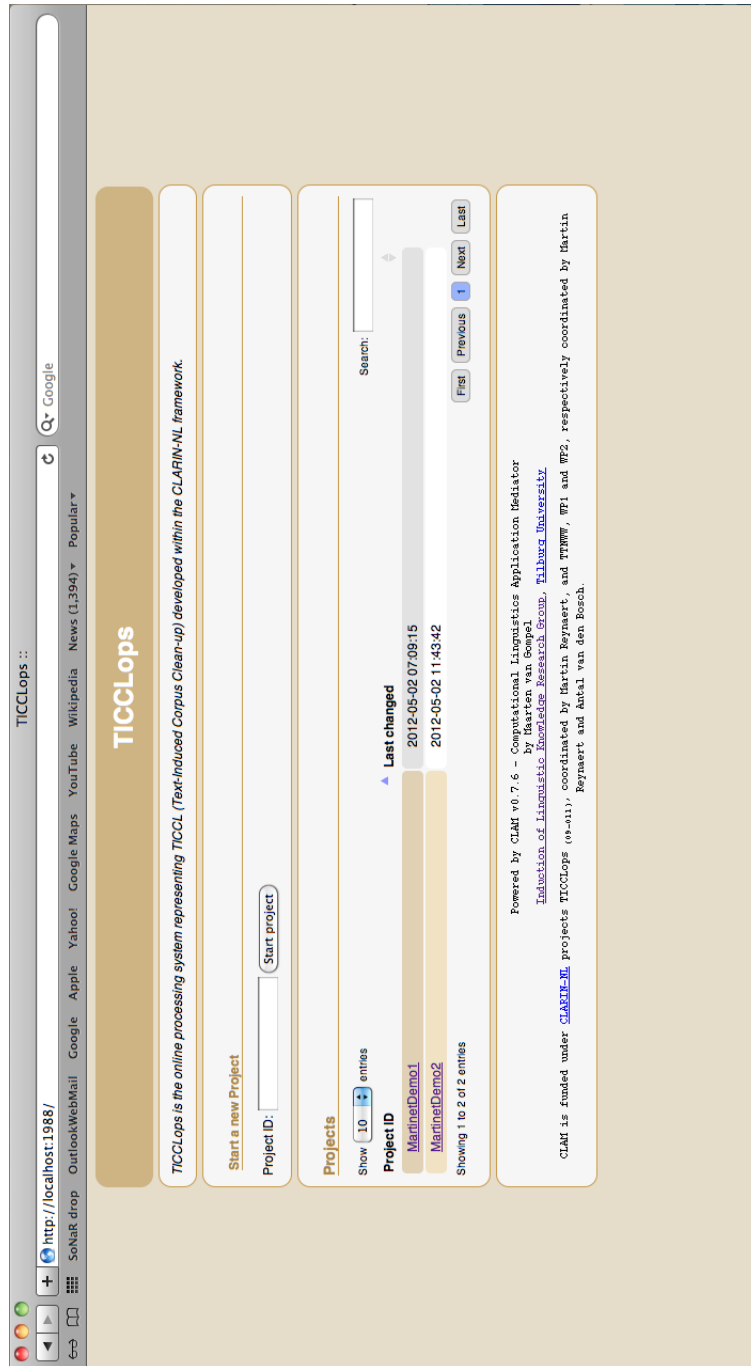 TICCLops ::
http://localhost:1988/
Google
SoNaR drop OutlookWebMail Google Apple Yahoo! Google Maps YouTube Wikipedia News (1,394) Popular
TICCLops
TICCLops is the online processing system representing TICCL (Text-Induced Corpus Clean-up) developed within the CLARIN-NL framework.
Start a new Project
Project ID: Start project
Projects
Show 10 entries Search:
Project ID Last changed
MartinetDemo1 2012-05-02 07:09:15
MartinetDemo2 2012-05-02 11:43:42
Showing 1 to 2 of 2 entries First Previous 1 Next Last
Powered by CLAM v0.7.6 - Computational Linguistics Application Mediator
by Maarten van Gompel
Induction of Linguistic Knowledge Research Group, Tilburg University
CLAM is funded under CLARIN-NL projects TICCLops (09-011), coordinated by Martin Reynaert, and TTNWW, WP1 and WP2, respectively coordinated by Martin
Reynaert and Antal van den Bosch.